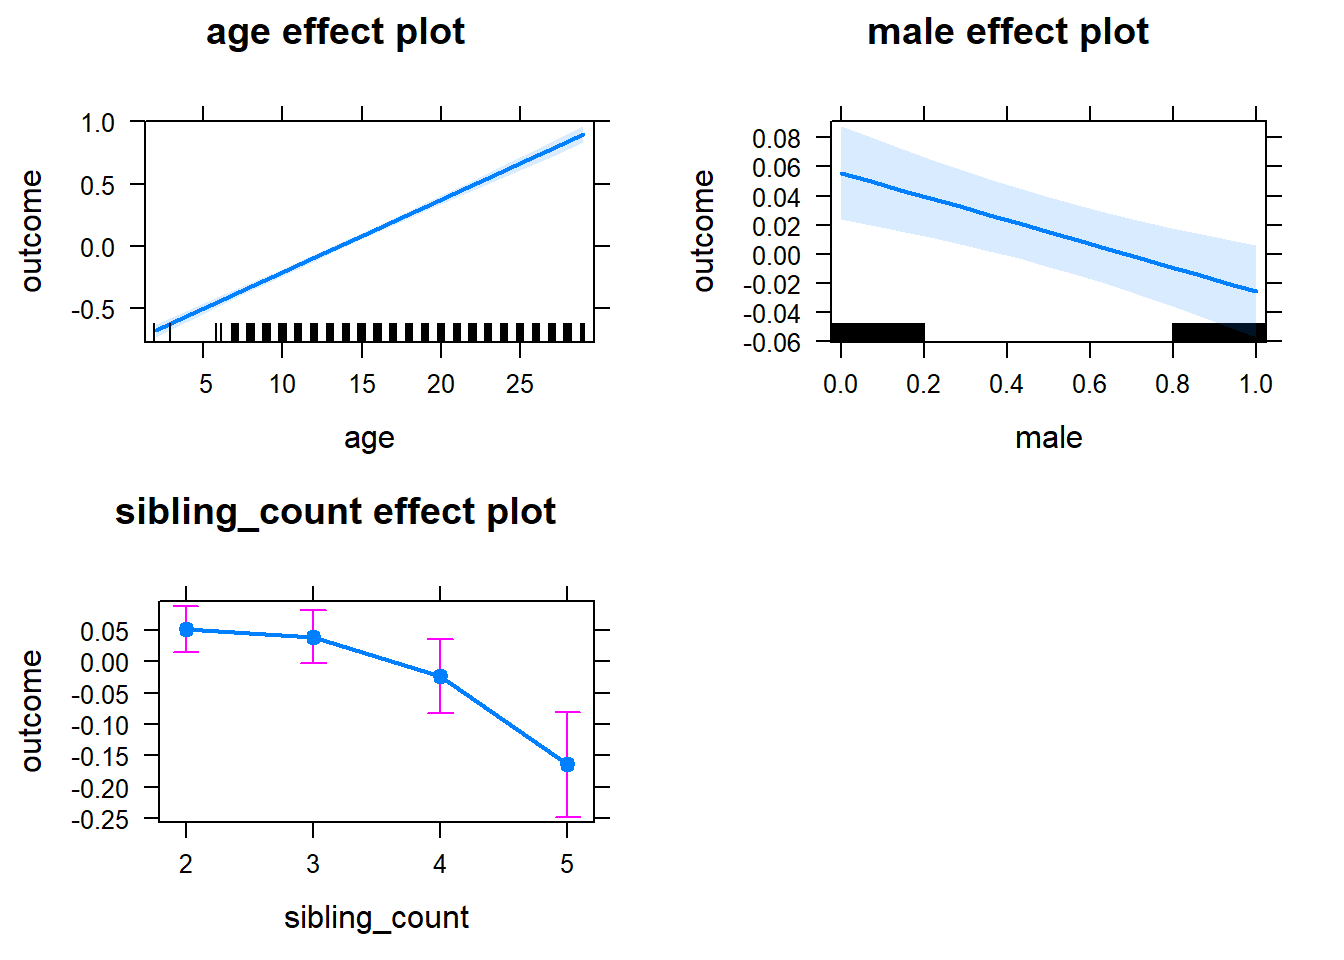 age effect plot
outcome
1.0
0.5
0.0
-0.5
5 10 15 20 25
age
male effect plot
outcome
0.08
0.06
0.04
0.02
0.00
-0.02
-0.04
-0.06
0.0 0.2 0.4 0.6 0.8 1.0
male
sibling_count effect plot
outcome
0.05
0.00
-0.05
-0.10
-0.15
-0.20
-0.25
2 3 4 5
sibling_count